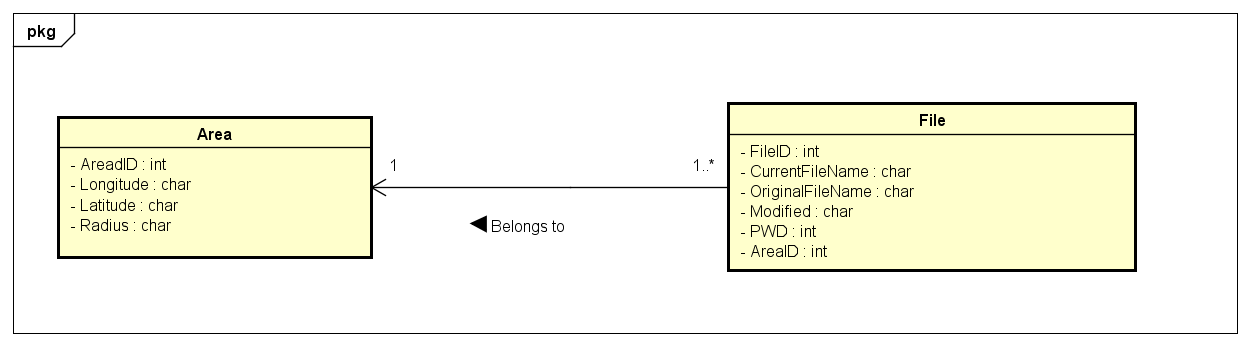 pkg
Area
- AreadID : int
- Longitude : char
- Latitude : char
- Radius : char
1
1..*
Belongs to
File
- FileID : int
- CurrentFileName : char
- OriginalFileName : char
- Modified : char
- PWD : int
- AreaID : int